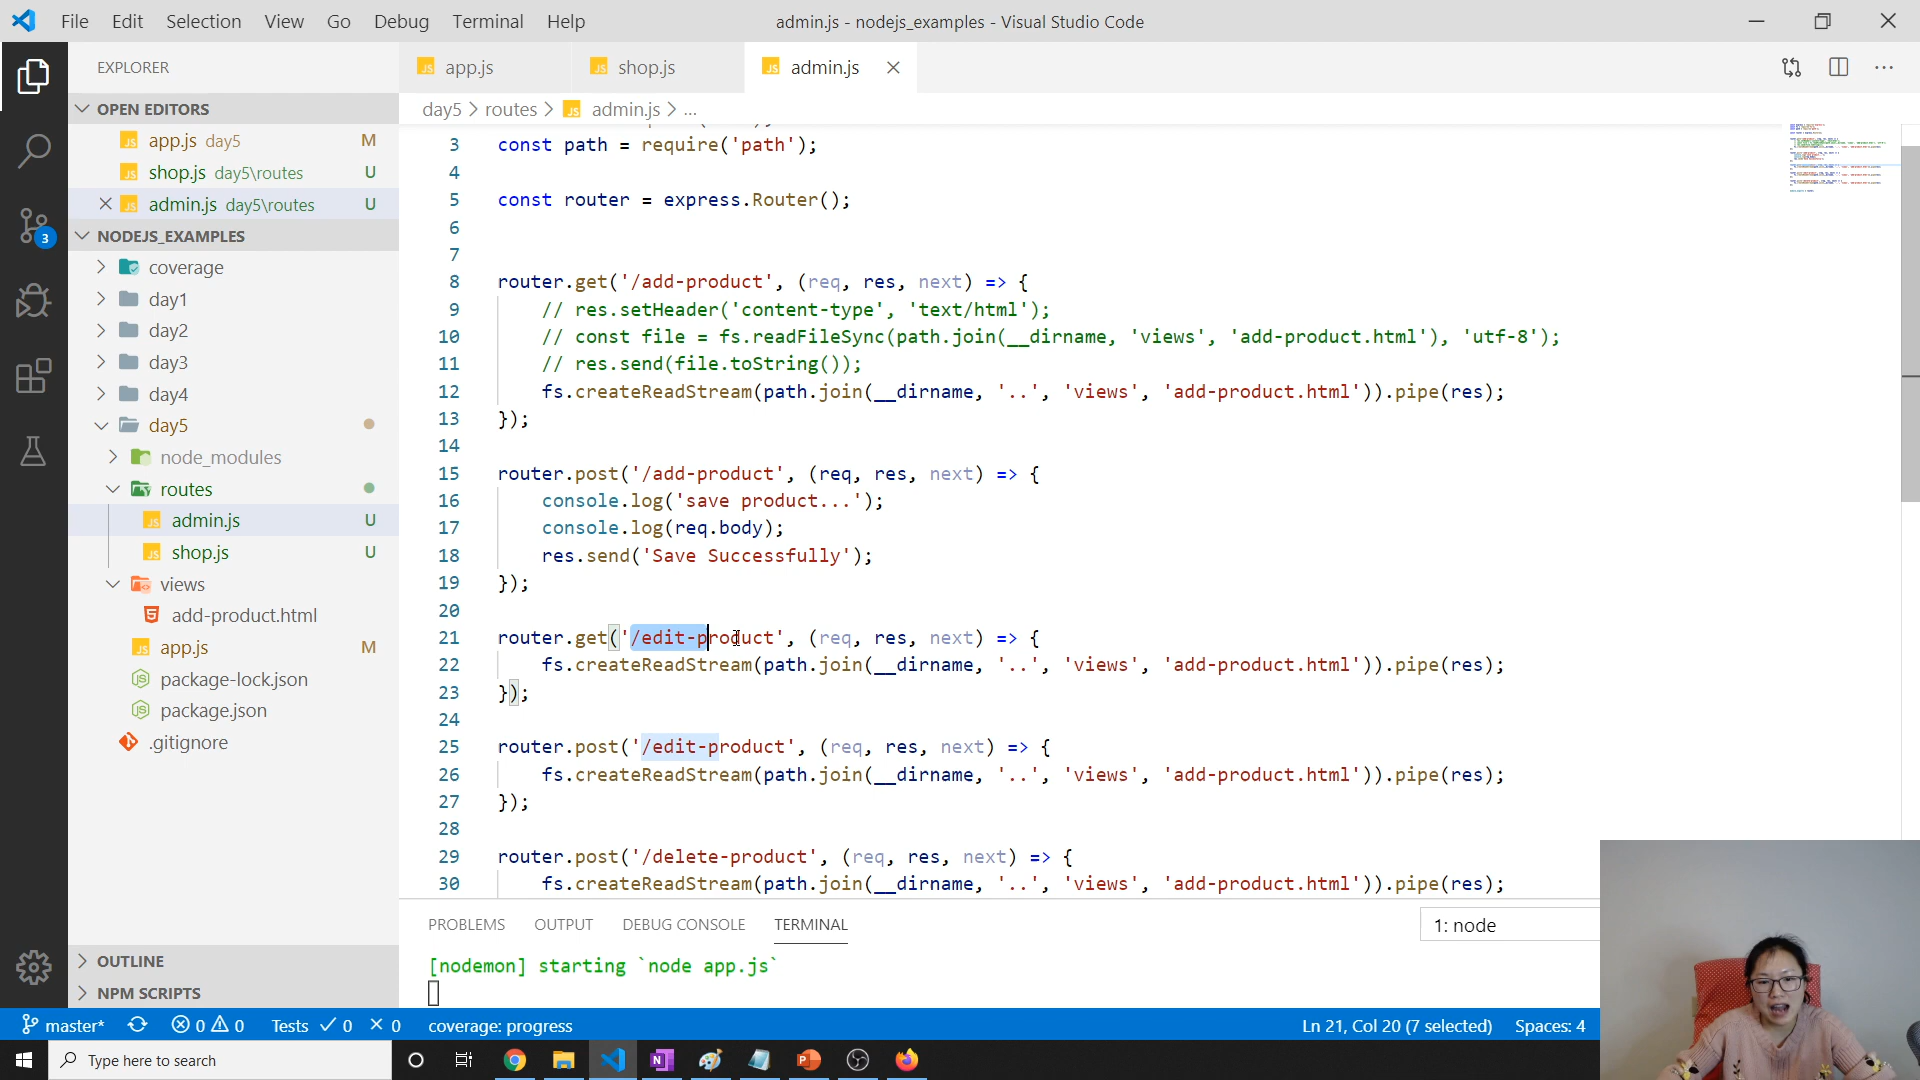 File Edit Selection View Go Debug Terminal Help
admin.js - nodejs_examples - Visual Studio Code
EXPLORER
app.js
shop.js
admin.js
OPEN EDITORS
app.js day5 M
shop.js day5\routes U
admin.js day5\routes U
NODEJS_EXAMPLES
coverage
day1
day2
day3
day4
day5
node_modules
routes
admin.js U
shop.js U
views
add-product.html
app.js M
package-lock.json
package.json
.gitignore
OUTLINE
NPM SCRIPTS
3
day5 > routes > admin.js > ...
3 const path = require('path');
4
5 const router = express.Router();
6
7
8 router.get('/add-product', (req, res, next) => {
9 // res.setHeader('content-type', 'text/html');
10 // const file = fs.readFileSync(path.join(__dirname, 'views', 'add-product.html'), 'utf-8');
11 // res.send(file.toString());
12 fs.createReadStream(path.join(__dirname, '..', 'views', 'add-product.html')).pipe(res);
13 });
14
15 router.post('/add-product', (req, res, next) => {
16 console.log('save product...');
17 console.log(req.body);
18 res.send('Save Successfully');
19 });
20
21 router.get('/edit-product', (req, res, next) => {
22 fs.createReadStream(path.join(__dirname, '..', 'views', 'add-product.html')).pipe(res);
23 });
24
25 router.post('/edit-product', (req, res, next) => {
26 fs.createReadStream(path.join(__dirname, '..', 'views', 'add-product.html')).pipe(res);
27 });
28
29 router.post('/delete-product', (req, res, next) => {
30 fs.createReadStream(path.join(__dirname, '..', 'views', 'add-product.html')).pipe(res);
PROBLEMS OUTPUT DEBUG CONSOLE TERMINAL
1: node
[nodemon] starting `node app.js`
master* 0 0 Tests 0 0 coverage: progress Ln 21, Col 20 (7 selected) Spaces: 4
Type here to search